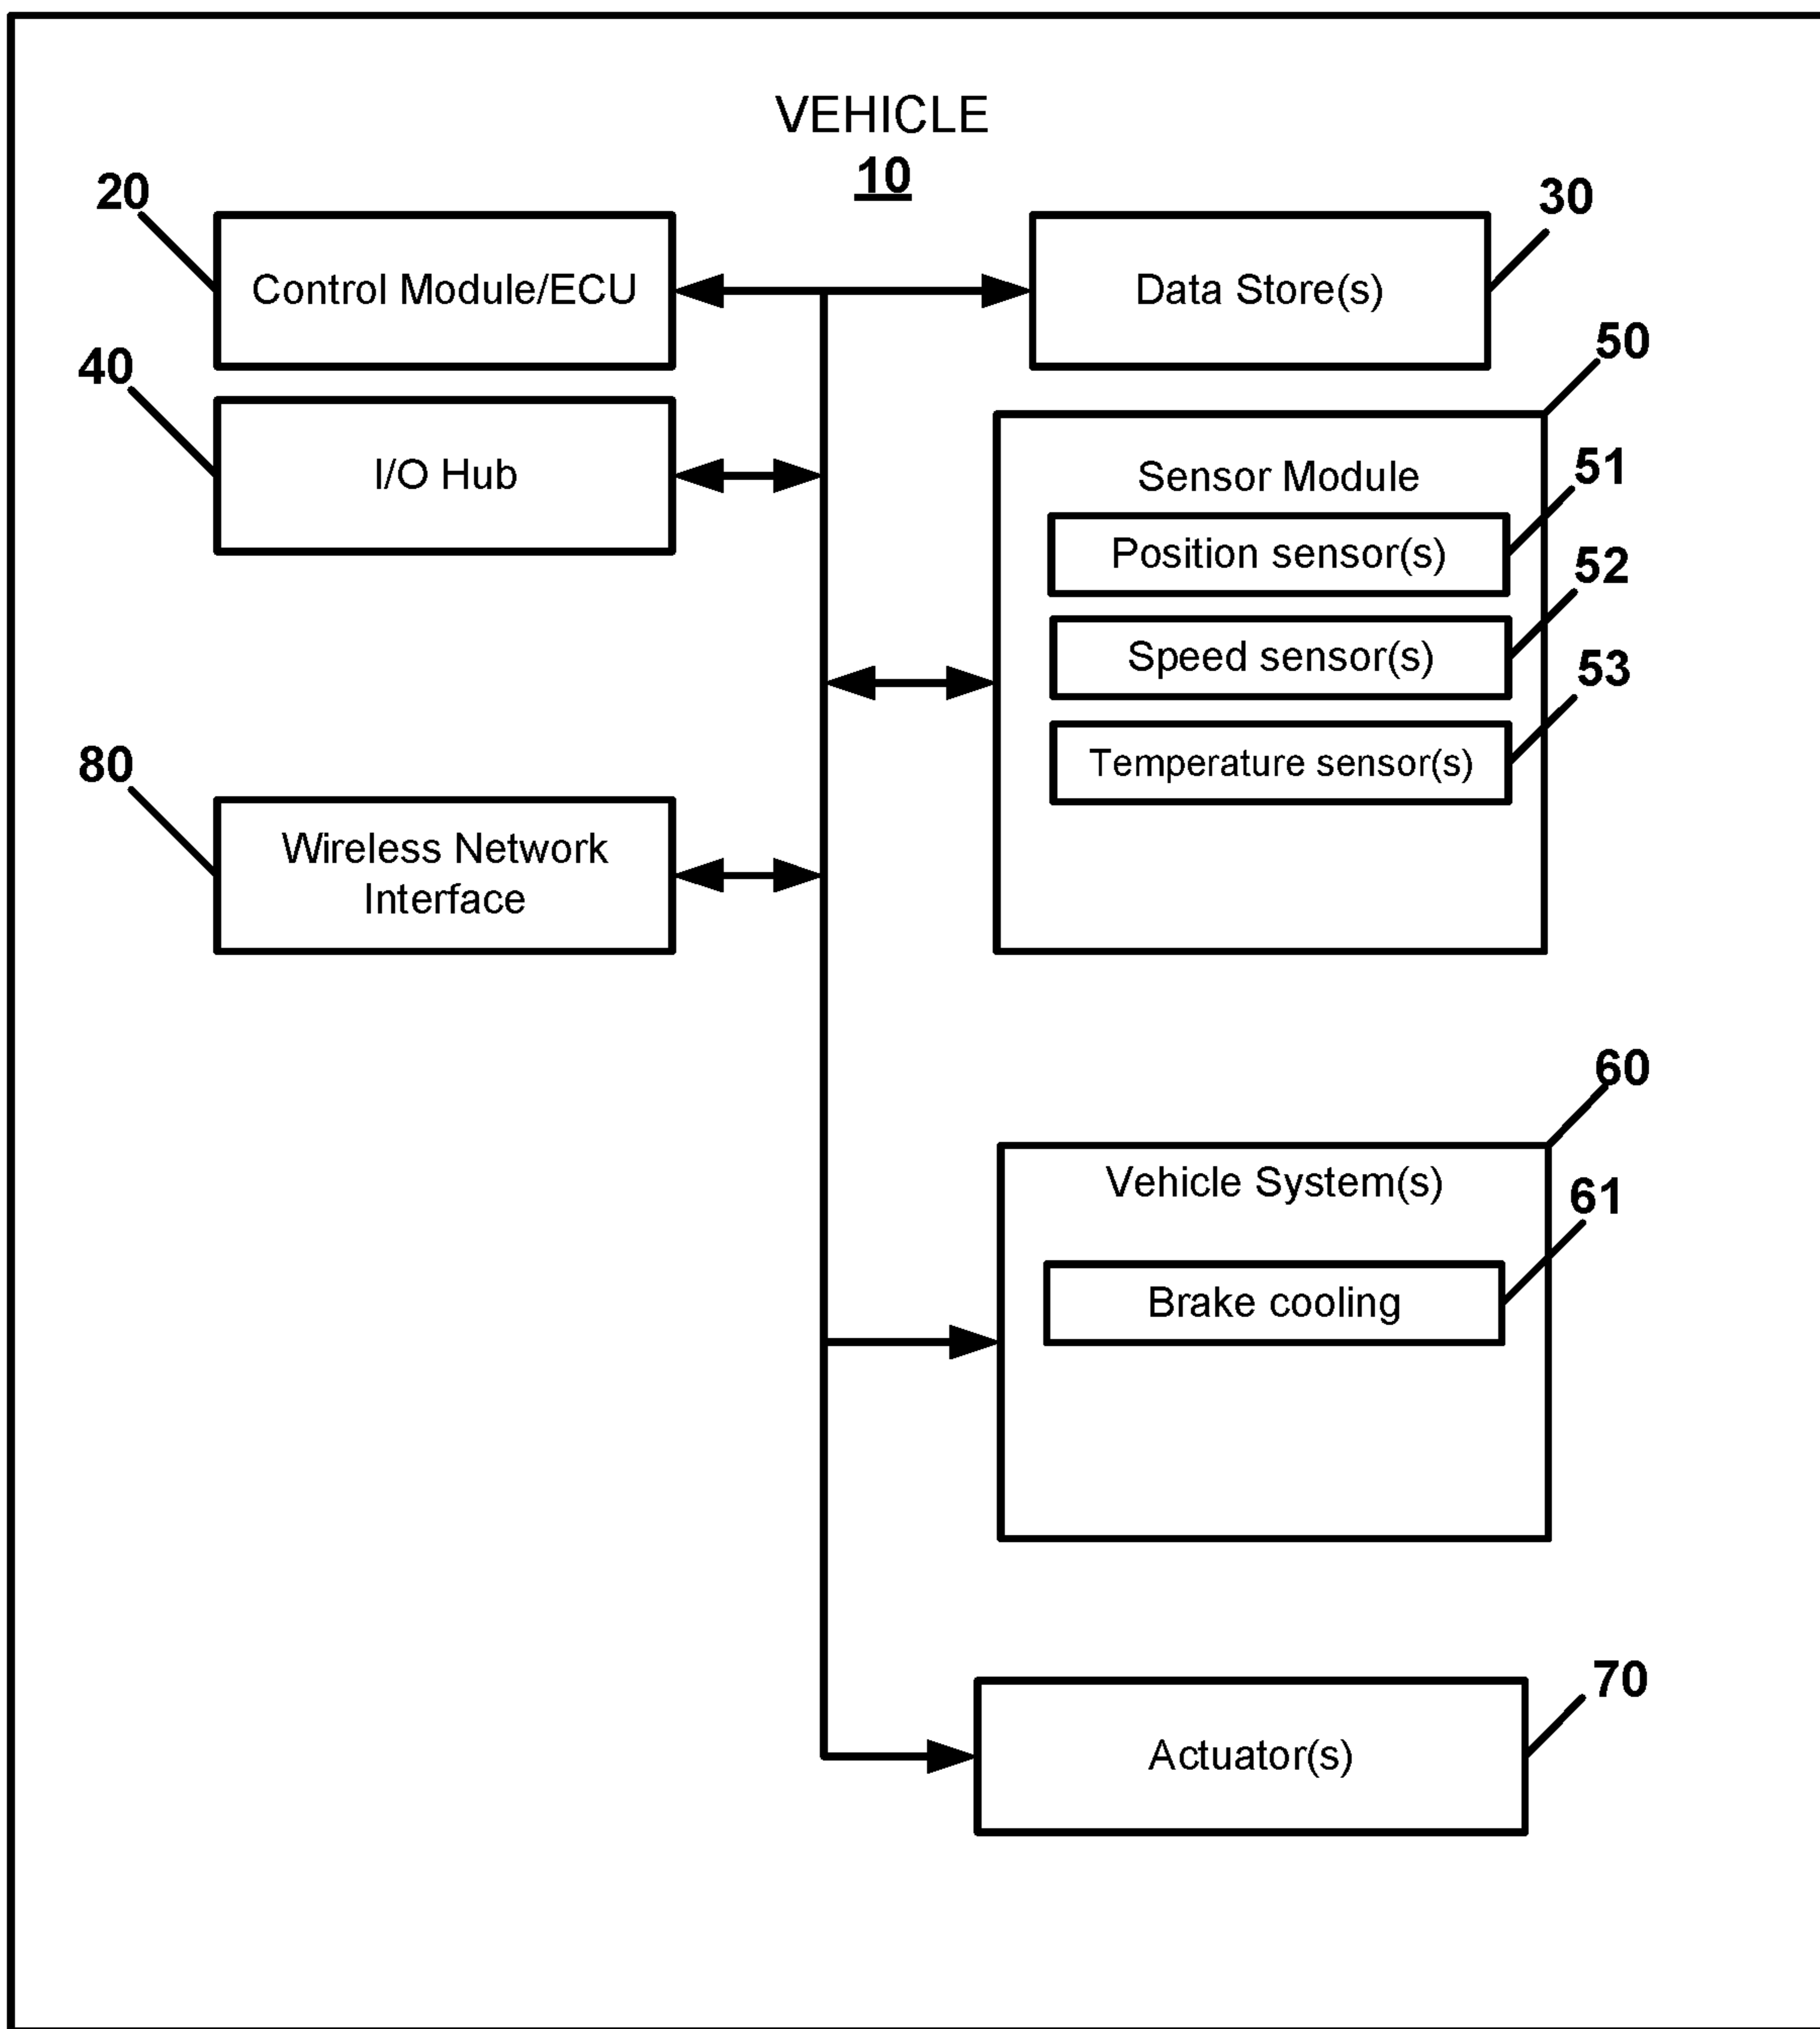 VEHICLE
10
20
Control Module/ECU
30
Data Store(s)
40
I/O Hub
50
Sensor Module
51
Position sensor(s)
52
Speed sensor(s)
53
Temperature sensor(s)
80
Wireless Network
Interface
60
Vehicle System(s)
61
Brake cooling
70
Actuator(s)